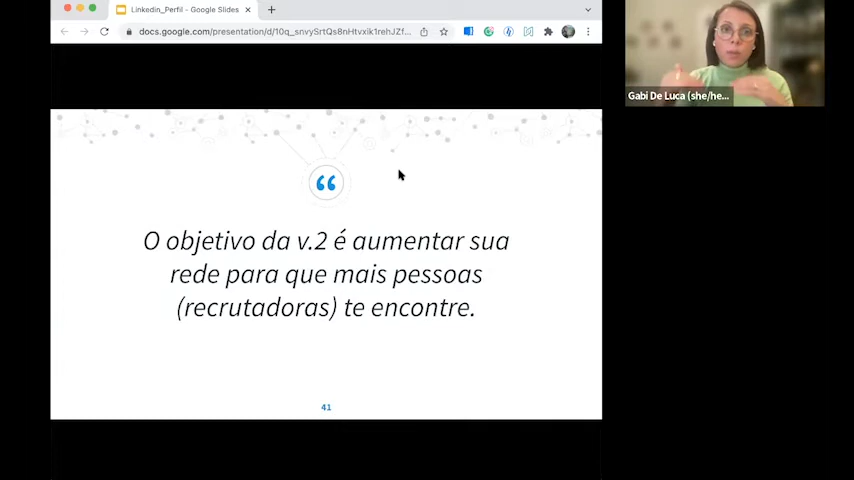 Linkedin_Perfil - Google Slides
docs.google.com/presentation/d/10q_snvySrtQs8nHtvxik1rehJZf...
Gabi De Luca (she/he...
“
O objetivo da v.2 é aumentar sua
rede para que mais pessoas
(recrutadoras) te encontre.
41